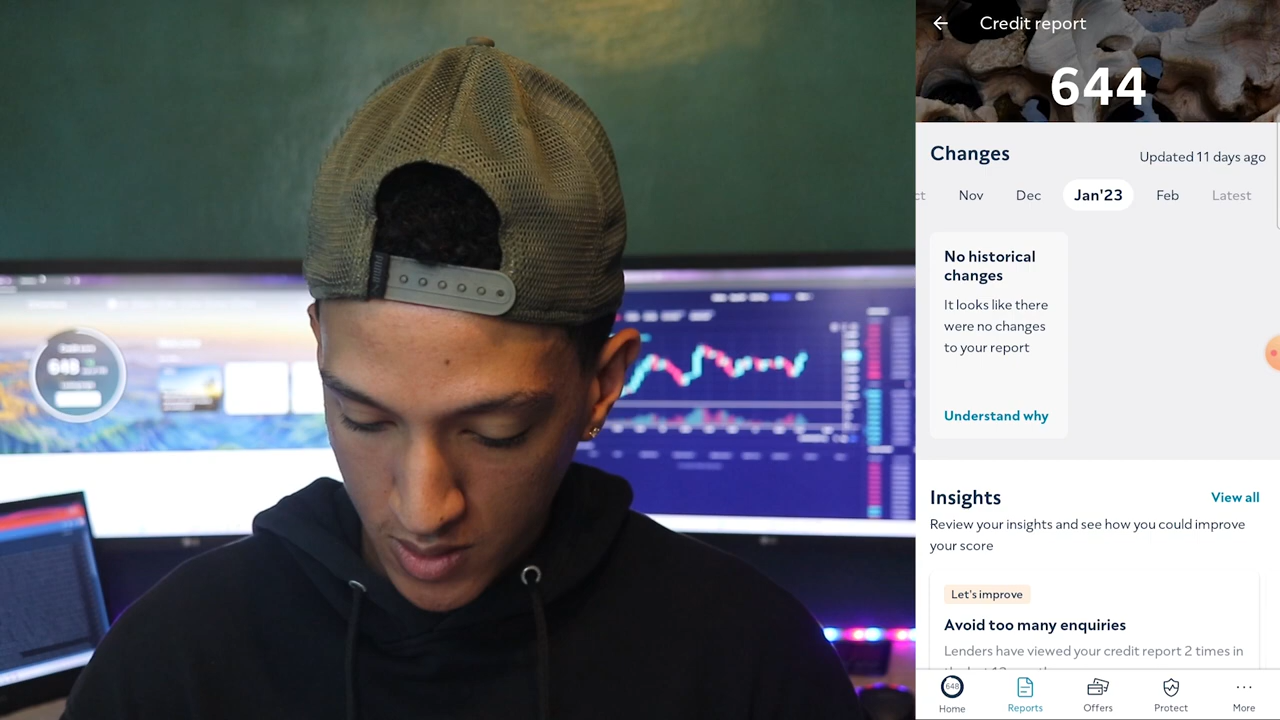 Credit report
644
Changes
Updated 11 days ago
Nov Dec Jan'23 Feb Latest
No historical
changes
It looks like there
were no changes
to your report
Understand why
Insights
View all
Review your insights and see how you could improve
your score
Let's improve
Avoid too many enquiries
Lenders have viewed your credit report 2 times in
648
Home Reports Offers Protect More
648